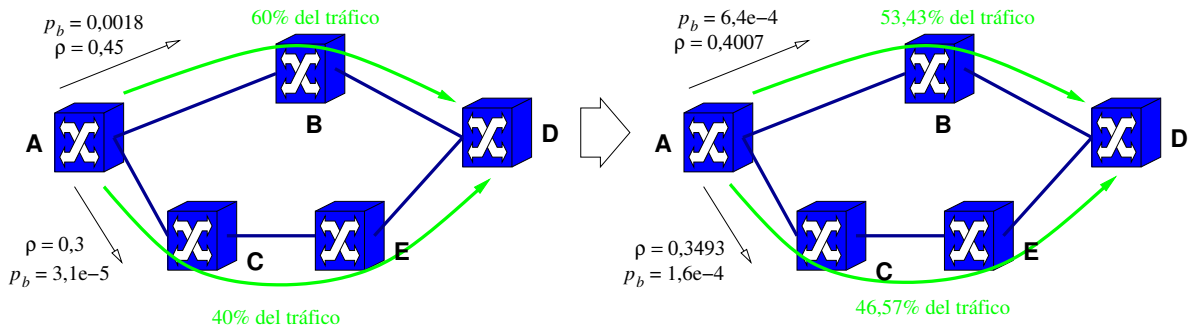 p_b = 0,0018
ρ = 0,45
60% del tráfico
A
B
D
C
E
ρ = 0,3
p_b = 3,1e−5
40% del tráfico
p_b = 6,4e−4
ρ = 0,4007
53,43% del tráfico
A
B
D
C
E
ρ = 0,3493
p_b = 1,6e−4
46,57% del tráfico